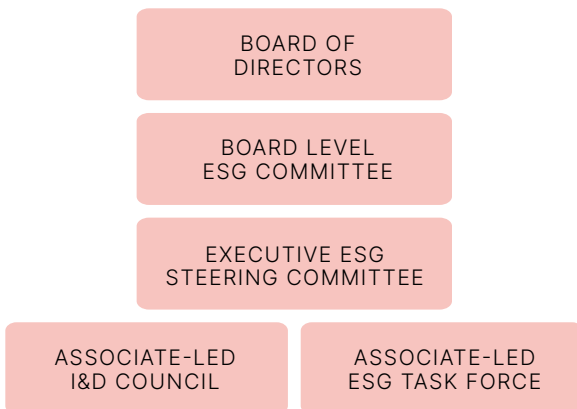 BOARD OF
DIRECTORS
BOARD LEVEL
ESG COMMITTEE
EXECUTIVE ESG
STEERING COMMITTEE
ASSOCIATE-LED
I&D COUNCIL
ASSOCIATE-LED
ESG TASK FORCE